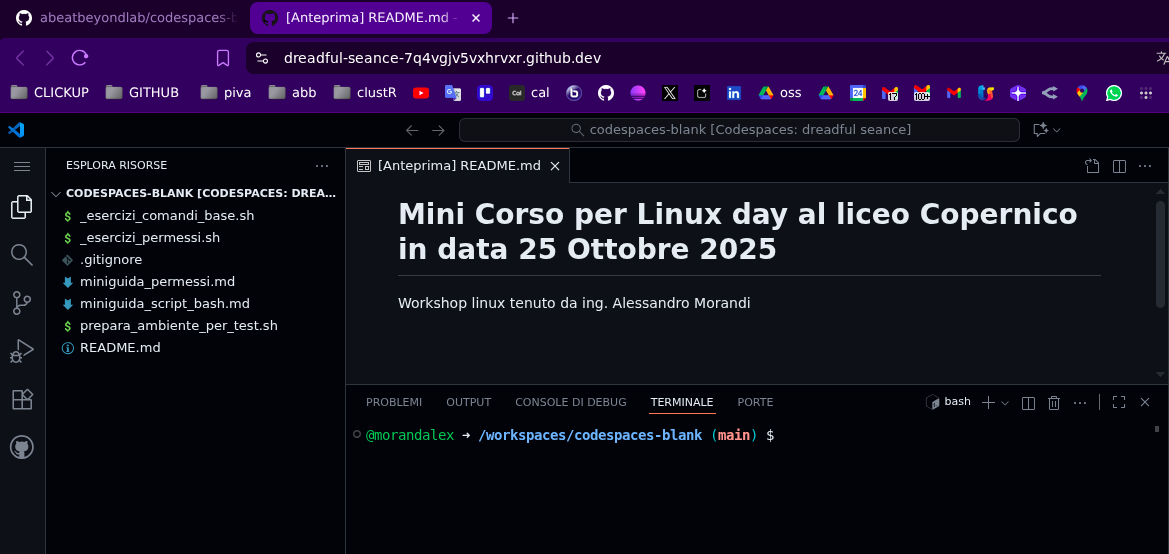 abeatbeyondlab/codespaces-b
[Anteprima] README.md -
dreadful-seance-7q4vgjv5vxhrvxr.github.dev
CLICKUP GITHUB piva abb clustR Cal cal oss 24 17 100+
codespaces-blank [Codespaces: dreadful seance]
ESPLORA RISORSE
CODESPACES-BLANK [CODESPACES: DREA...
$ _esercizi_comandi_base.sh
$ _esercizi_permessi.sh
.gitignore
miniguida_permessi.md
miniguida_script_bash.md
$ prepara_ambiente_per_test.sh
README.md
[Anteprima] README.md
Mini Corso per Linux day al liceo Copernico
in data 25 Ottobre 2025
Workshop linux tenuto da ing. Alessandro Morandi
PROBLEMI OUTPUT CONSOLE DI DEBUG TERMINALE PORTE
bash
@morandalex ➜ /workspaces/codespaces-blank (main) $